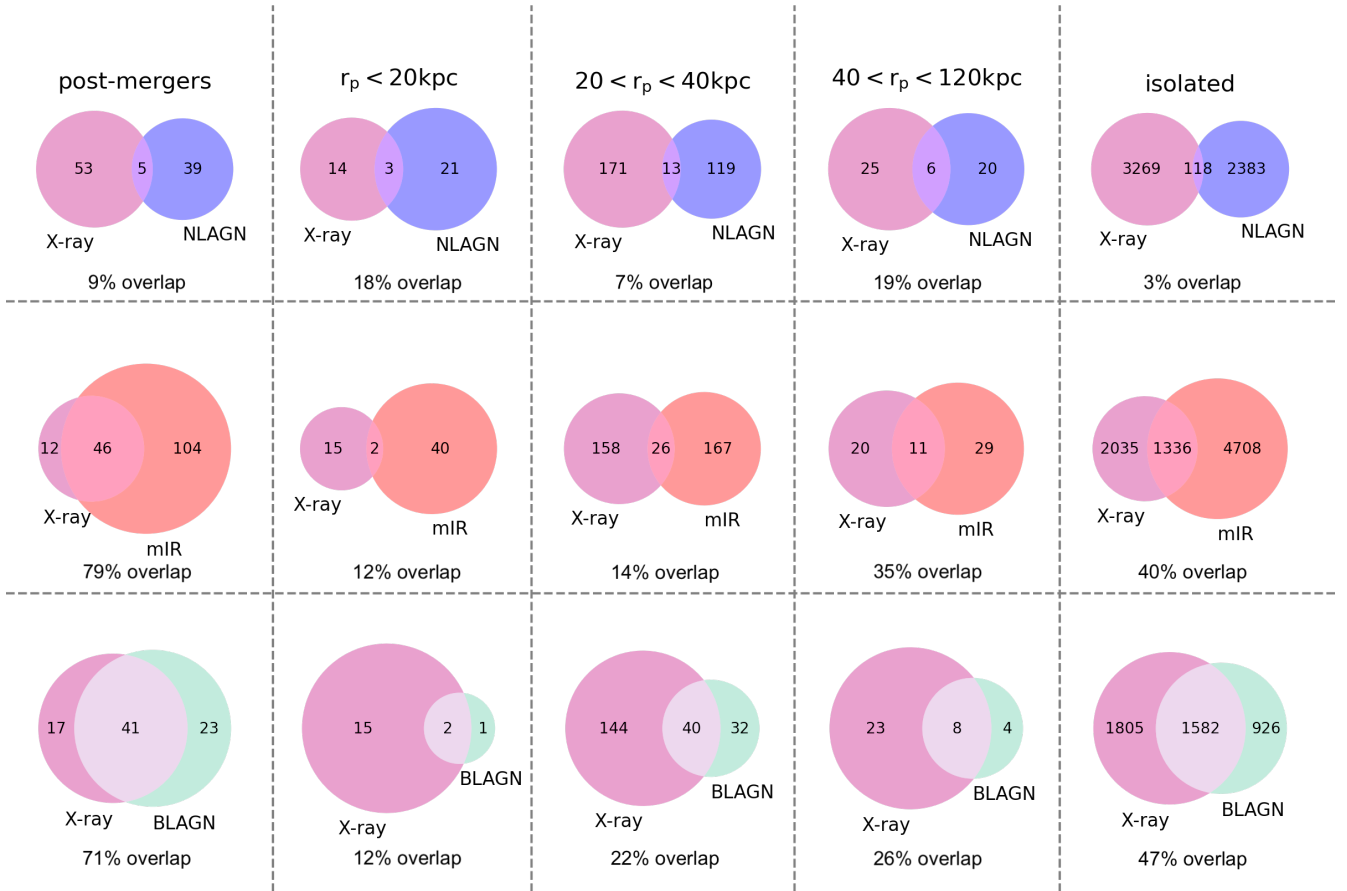 post-mergers
53 5 39
X-ray
NLAGN
9% overlap
rp < 20kpc
14 3 21
X-ray
NLAGN
18% overlap
20 < rp < 40kpc
171 13 119
X-ray
NLAGN
7% overlap
40 < rp < 120kpc
25 6 20
X-ray
NLAGN
19% overlap
isolated
3269 118 2383
X-ray
NLAGN
3% overlap
12 46 104
X-ray
mIR
79% overlap
15 2 40
X-ray
mIR
12% overlap
158 26 167
X-ray
mIR
14% overlap
20 11 29
X-ray
mIR
35% overlap
2035 1336 4708
X-ray
mIR
40% overlap
17 41 23
X-ray
BLAGN
71% overlap
15 2 1
BLAGN
X-ray
12% overlap
144 40 32
BLAGN
X-ray
22% overlap
23 8 4
BLAGN
X-ray
26% overlap
1805 1582 926
BLAGN
X-ray
47% overlap